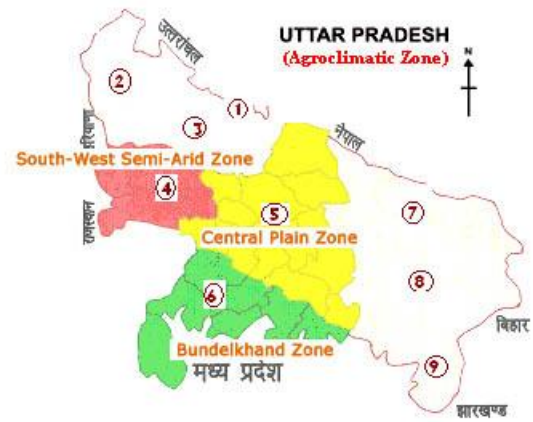 UTTAR PRADESH
(Agroclimatic Zone)
N
उत्तरांचल
2
1
3
हरियाणा
नेपाल
South-West Semi-Arid Zone
4
राजस्थान
5
7
Central Plain Zone
8
6
बिहार
Bundelkhand Zone
मध्य प्रदेश
9
झारखण्ड